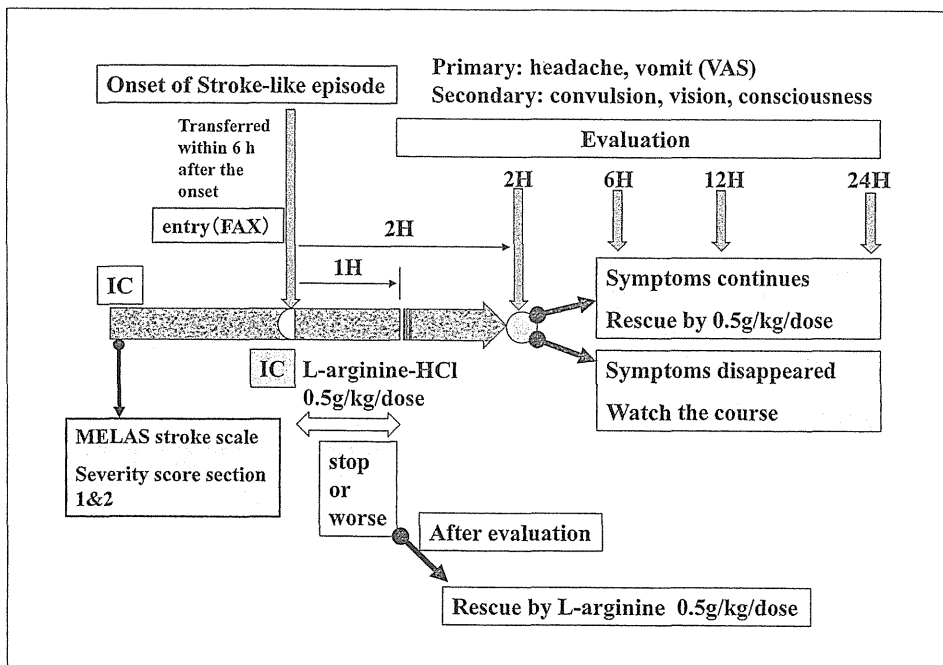 Primary: headache, vomit (VAS)
Secondary: convulsion, vision, consciousness
Onset of Stroke-like episode
Evaluation
Transferred
within 6 h
after the
onset
2H
6H
12H
24H
entry(FAX)
2H
1H
IC
Symptoms continues
Rescue by 0.5g/kg/dose
IC
L-arginine-HCl
0.5g/kg/dose
Symptoms disappeared
Watch the course
MELAS stroke scale
Severity score section
1&2
stop
or
worse
After evaluation
Rescue by L-arginine 0.5g/kg/dose